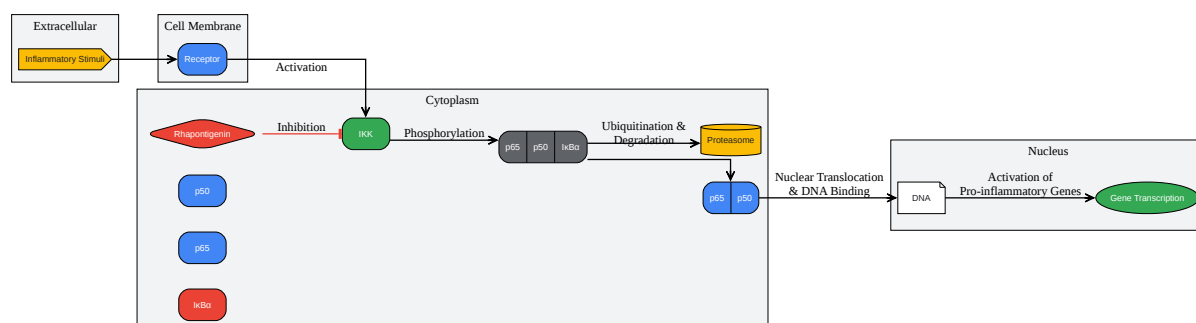 Extracellular
Cell Membrane
Inflammatory Stimuli
Receptor
Activation
Cytoplasm
Rhapontigenin
Inhibition
IKK
Phosphorylation
p65 p50 IκBα
Ubiquitination &
Degradation
Proteasome
p50
p65 p50
Nuclear Translocation
& DNA Binding
Nucleus
DNA
Activation of
Pro-inflammatory Genes
Gene Transcription
p65
IκBα